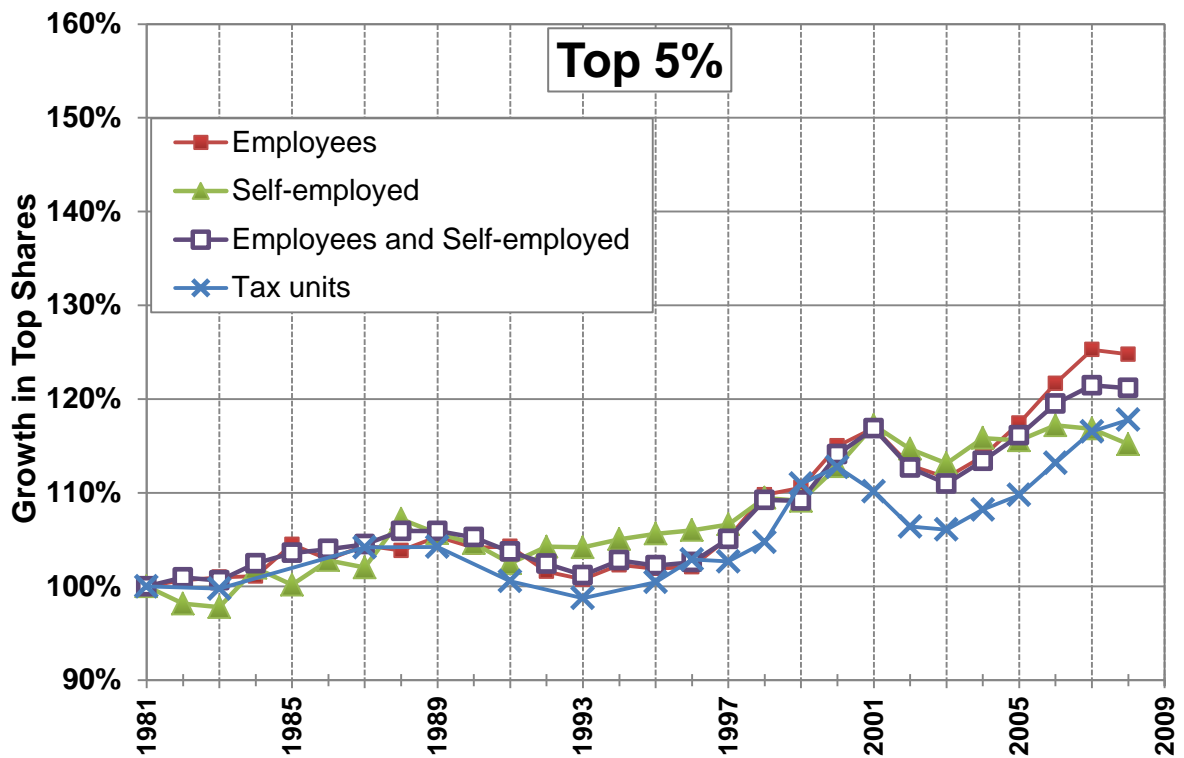 Top 5%
Growth in Top Shares
160%
150%
140%
130%
120%
110%
100%
90%
Employees
Self-employed
Employees and Self-employed
Tax units
1981
1985
1989
1993
1997
2001
2005
2009